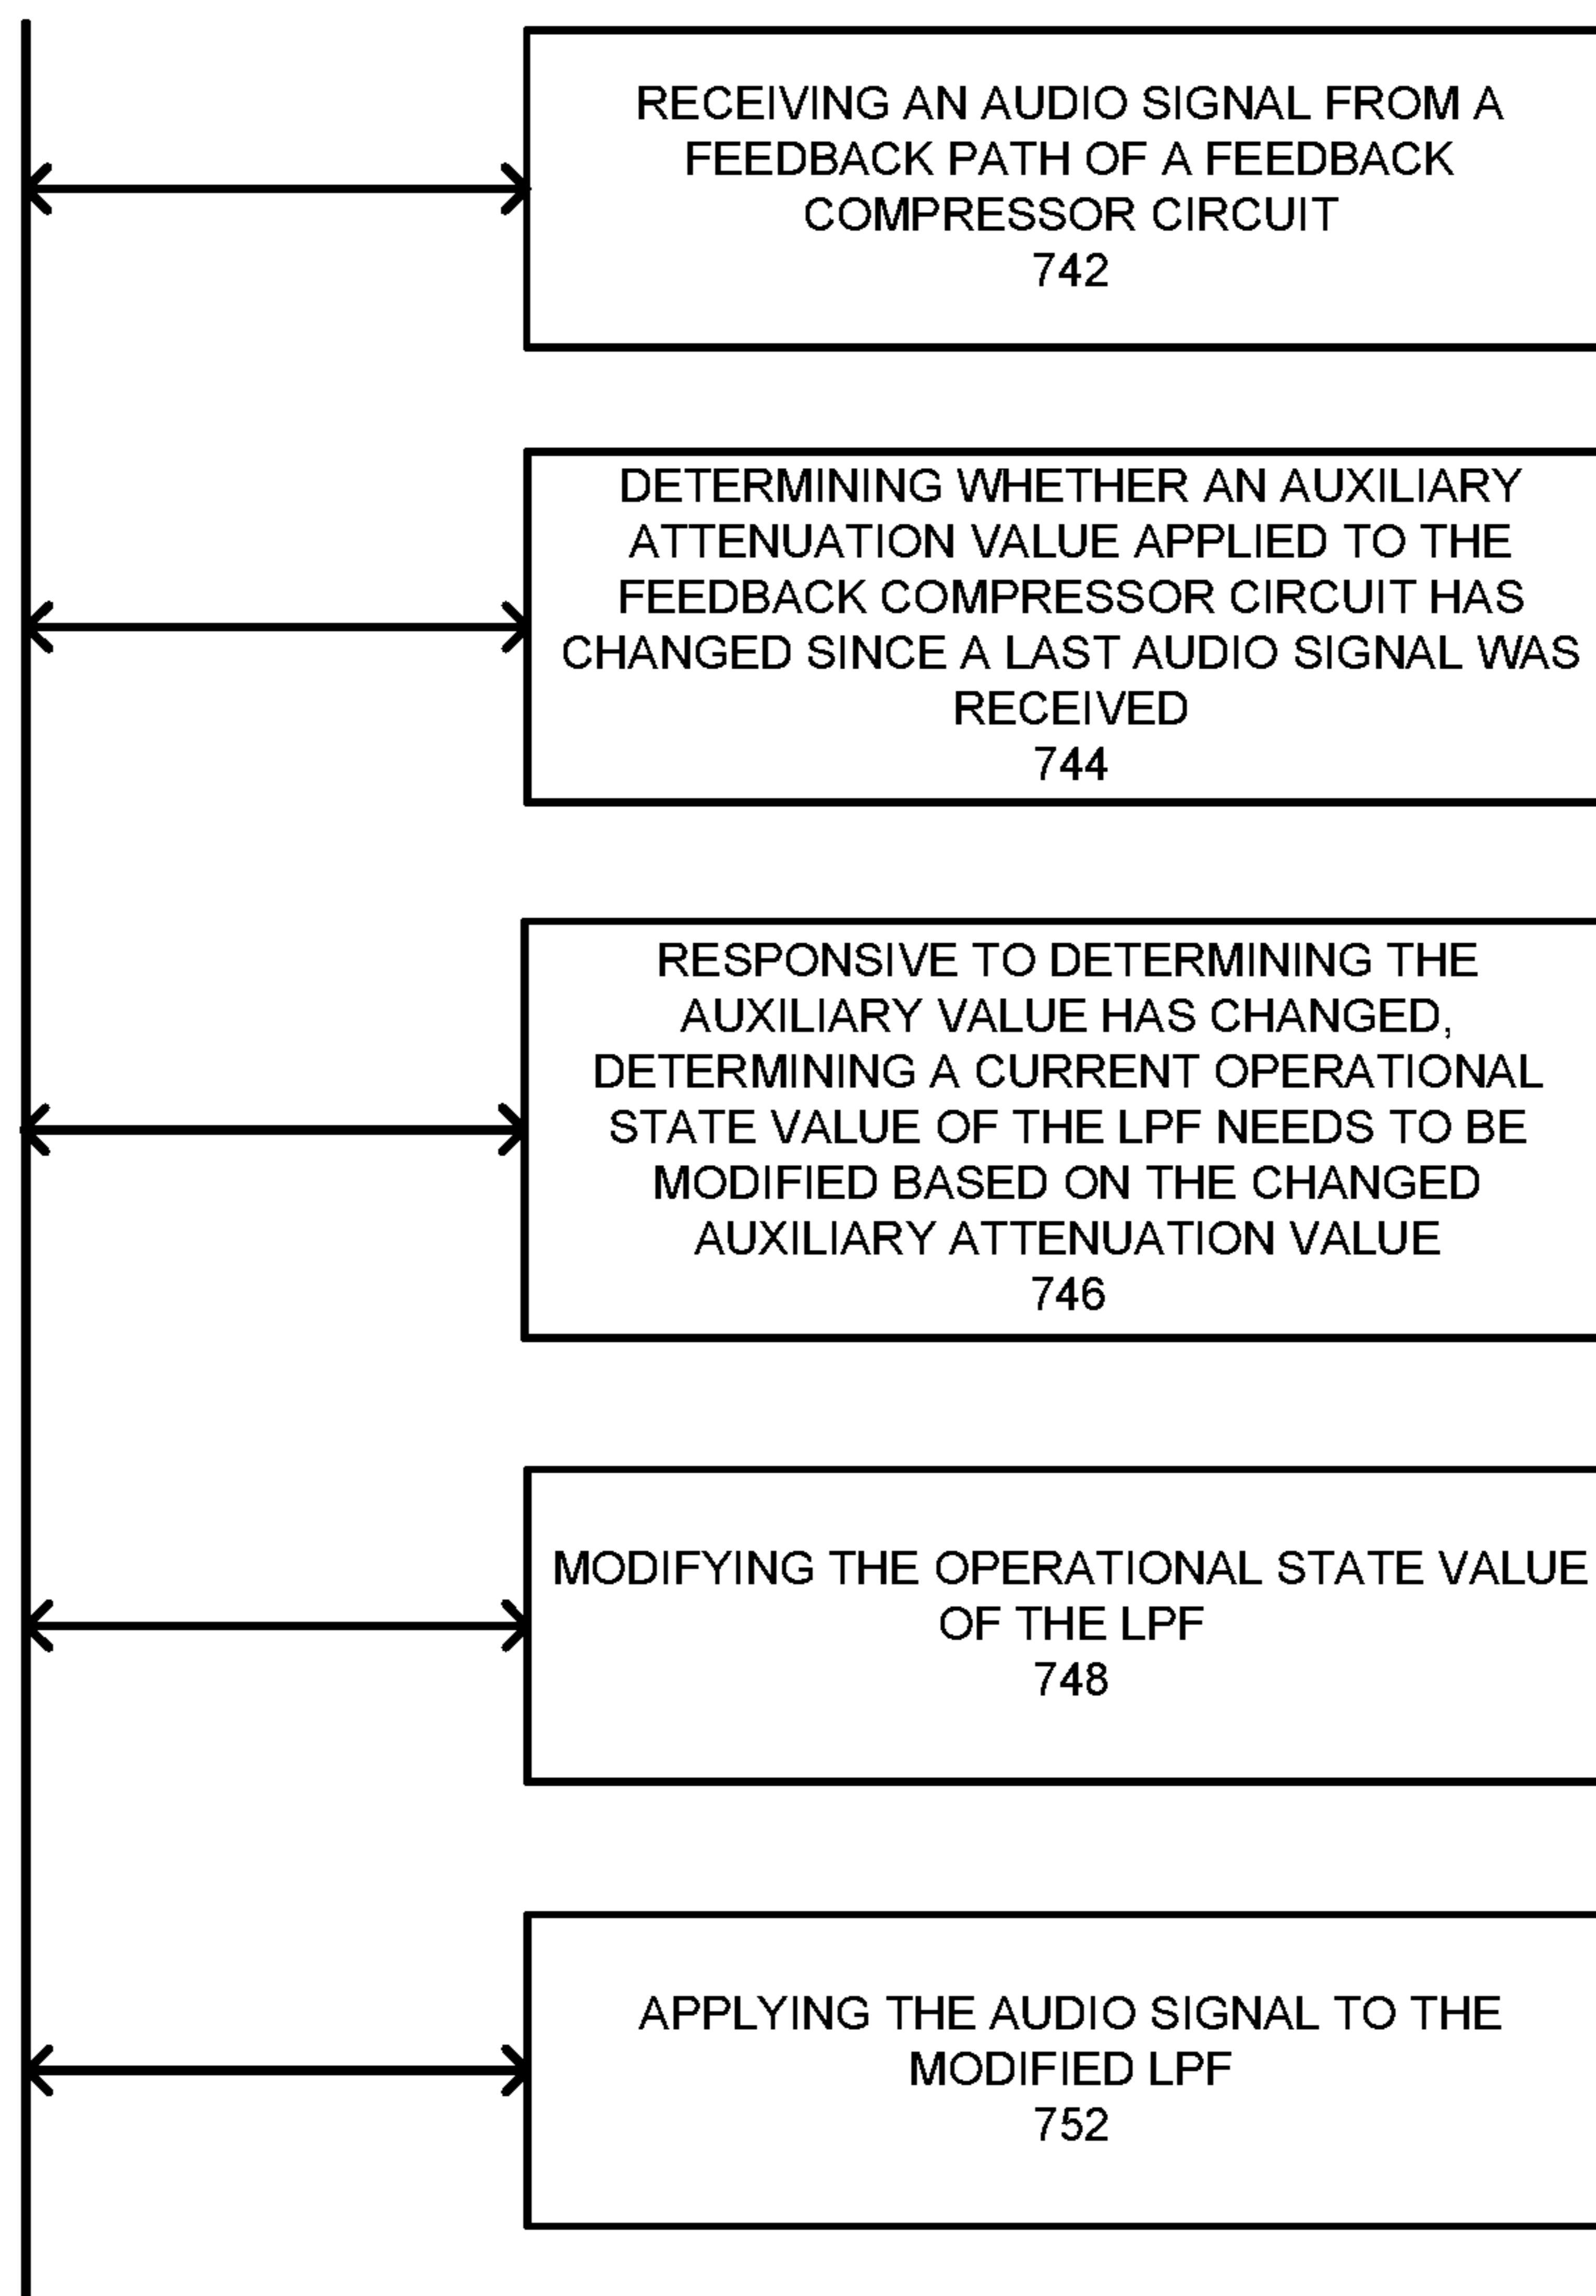 RECEIVING AN AUDIO SIGNAL FROM A
FEEDBACK PATH OF A FEEDBACK
COMPRESSOR CIRCUIT
742
DETERMINING WHETHER AN AUXILIARY
ATTENUATION VALUE APPLIED TO THE
FEEDBACK COMPRESSOR CIRCUIT HAS
CHANGED SINCE A LAST AUDIO SIGNAL WAS
RECEIVED
744
RESPONSIVE TO DETERMINING THE
AUXILIARY VALUE HAS CHANGED,
DETERMINING A CURRENT OPERATIONAL
STATE VALUE OF THE LPF NEEDS TO BE
MODIFIED BASED ON THE CHANGED
AUXILIARY ATTENUATION VALUE
746
MODIFYING THE OPERATIONAL STATE VALUE
OF THE LPF
748
APPLYING THE AUDIO SIGNAL TO THE
MODIFIED LPF
752